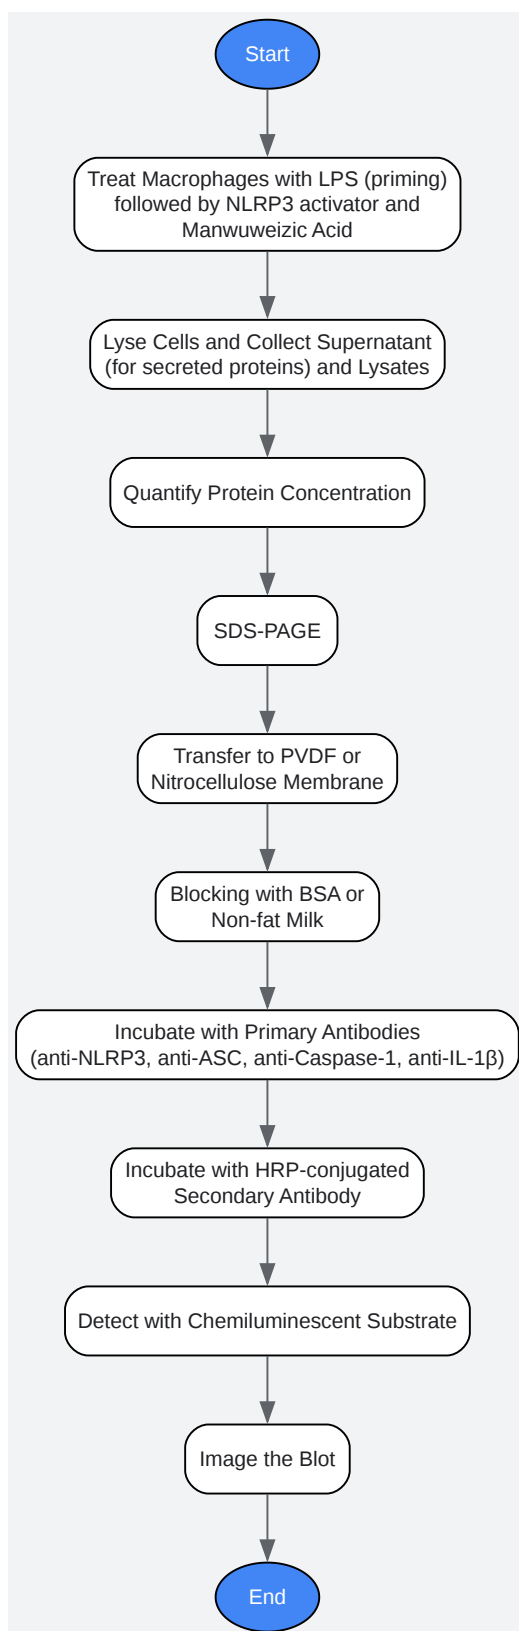 Start
Treat Macrophages with LPS (priming)
followed by NLRP3 activator and
Manwuweizic Acid
Lyse Cells and Collect Supernatant
(for secreted proteins) and Lysates
Quantify Protein Concentration
SDS-PAGE
Transfer to PVDF or
Nitrocellulose Membrane
Blocking with BSA or
Non-fat Milk
Incubate with Primary Antibodies
(anti-NLRP3, anti-ASC, anti-Caspase-1, anti-IL-1β)
Incubate with HRP-conjugated
Secondary Antibody
Detect with Chemiluminescent Substrate
Image the Blot
End